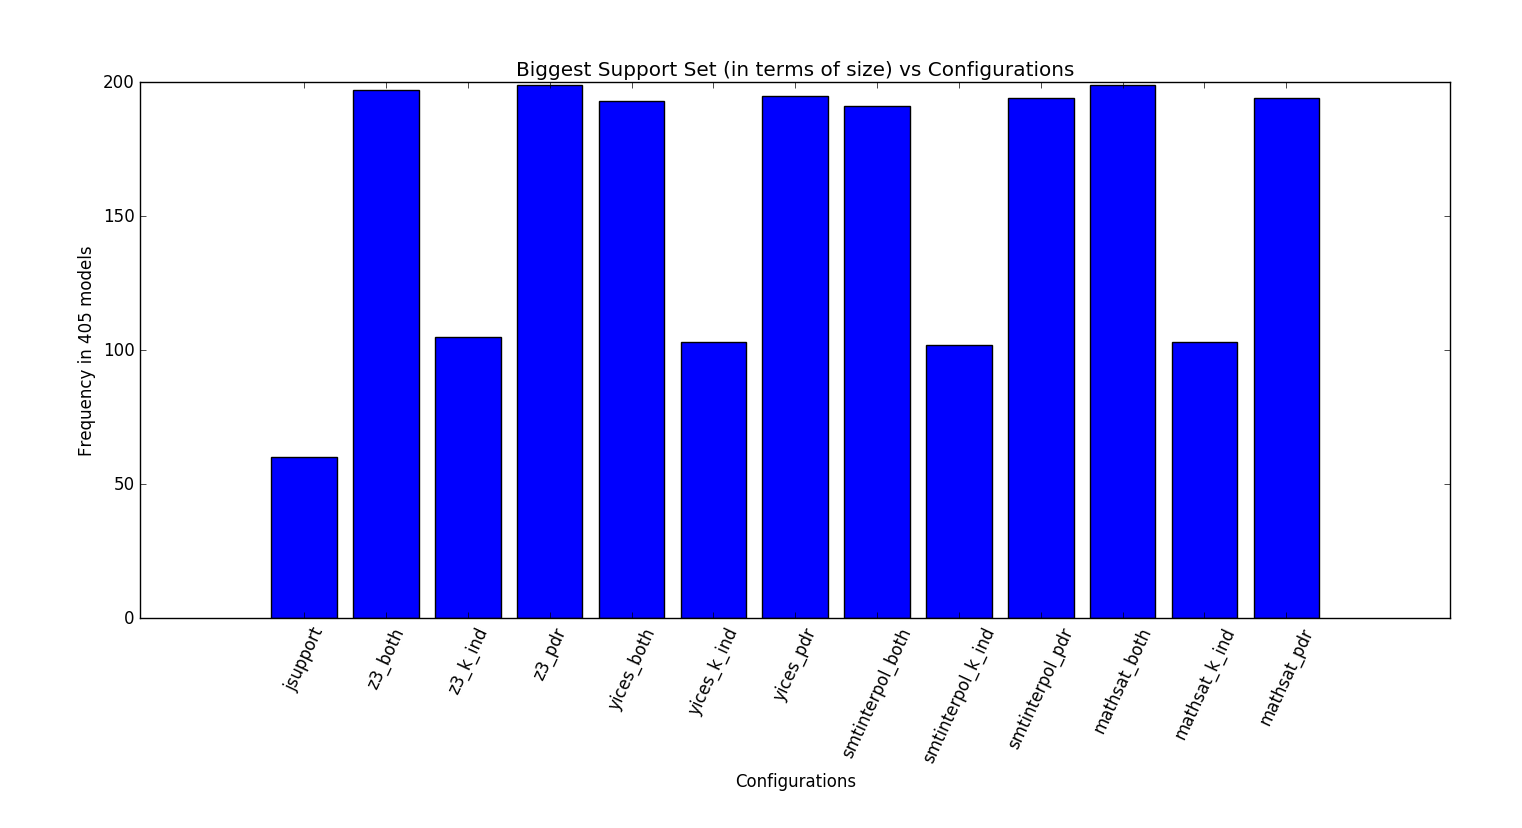 Biggest Support Set (in terms of size) vs Configurations
200
150
100
50
0
Frequency in 405 models
jsupport
z3_both
z3_k_ind
z3_pdr
yices_both
yices_k_ind
yices_pdr
smtinterpol_both
smtinterpol_k_ind
smtinterpol_pdr
mathsat_both
mathsat_k_ind
mathsat_pdr
Configurations